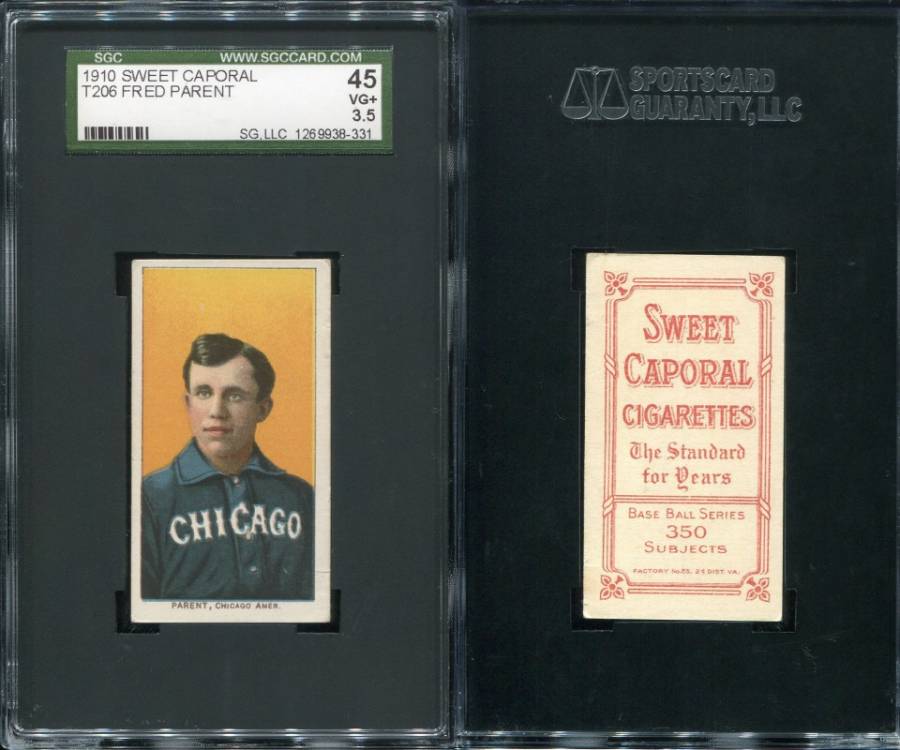 SGC WWW.SGCCARD.COM
1910 SWEET CAPORAL
T206 FRED PARENT
45
VG+
3.5
SG, LLC 1269938-331
CHICAGO
PARENT, CHICAGO AMER.
SPORTSCARD
GUARANTY, LLC
SWEET
CAPORAL
CIGARETTES
The Standard
for Years
BASE BALL SERIES
350
SUBJECTS
FACTORY No. 25, 2d DIST. VA.